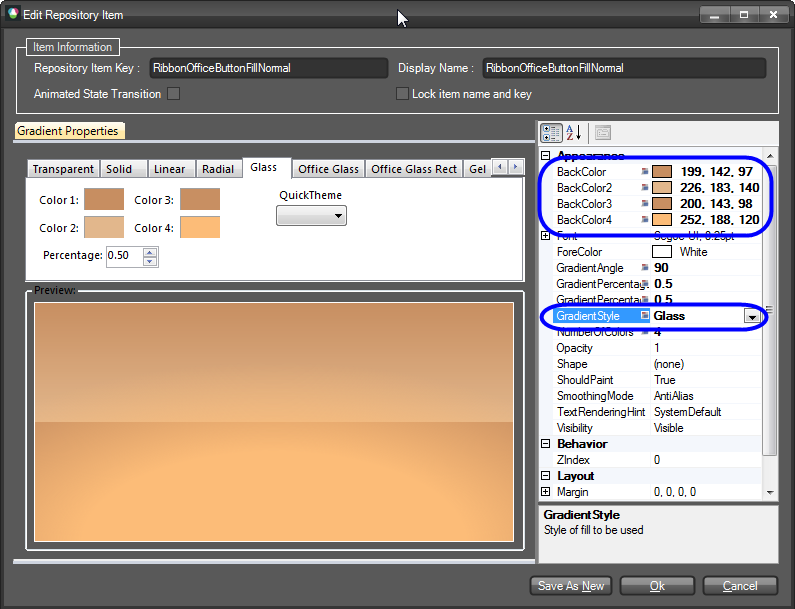 Edit Repository Item
Item Information
Repository Item Key : RibbonOfficeButtonFillNormal Display Name : RibbonOfficeButtonFillNormal
Animated State Transition Lock item name and key
Gradient Properties
Transparent Solid Linear Radial Glass Office Glass Office Glass Rect Gel
Color 1: Color 3: QuickTheme
Color 2: Color 4:
Percentage: 0.50
Preview:
Appearance
BackColor 199, 142, 97
BackColor2 226, 183, 140
BackColor3 200, 143, 98
BackColor4 252, 188, 120
Font Segoe UI, 8.25pt
ForeColor White
GradientAngle 90
GradientPercentag 0.5
GradientPercentag 0.5
GradientStyle Glass
NumberOfColors 4
Opacity 1
Shape (none)
ShouldPaint True
SmoothingMode AntiAlias
TextRenderingHint SystemDefault
Visibility Visible
Behavior
ZIndex 0
Layout
Margin 0, 0, 0, 0
GradientStyle
Style of fill to be used
Save As New Ok Cancel